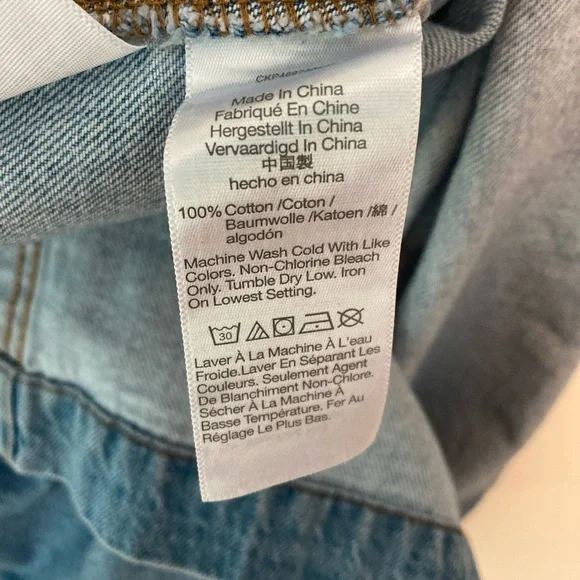 Made In China
Fabriqué En Chine
Hergestellt In China
Vervaardigd In China
中国製
hecho en china
100% Cotton /Coton /
Baumwolle /Katoen /綿 /
algodón
Machine Wash Cold With Like
Colors. Non-Chlorine Bleach
Only. Tumble Dry Low. Iron
On Lowest Setting.
30
Laver À La Machine À L'eau
Froide.Laver En Séparant Les
Couleurs. Seulement Agent
De Blanchiment Non-Chlore.
Sécher À La Machine À
Basse Température. Fer Au
Réglage Le Plus Bas.